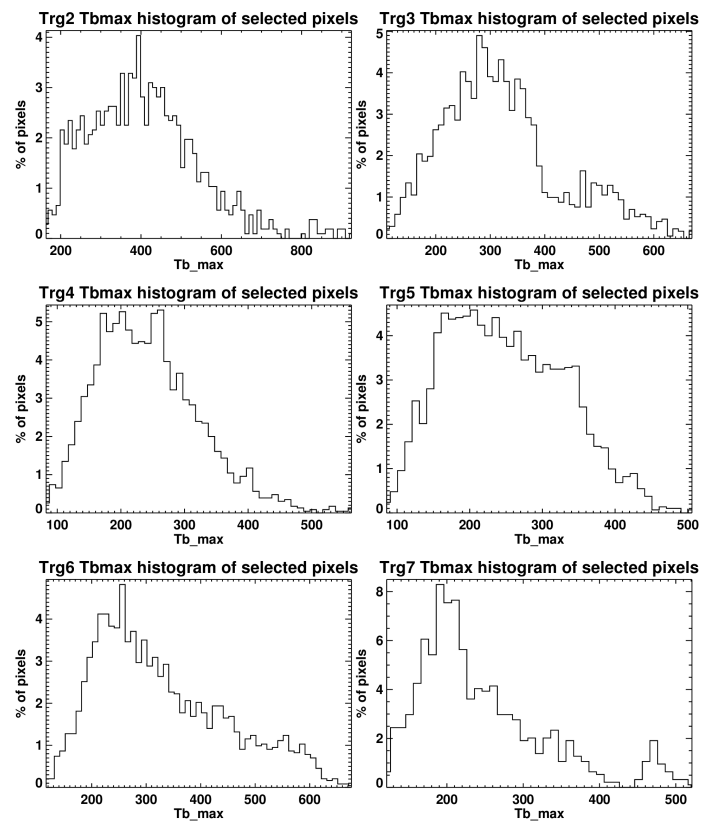 Trg2 Tbmax histogram of selected pixels
4
3
2
1
0
% of pixels
200 400 600 800
Tb_max
Trg3 Tbmax histogram of selected pixels
5
4
3
2
1
0
% of pixels
200 300 400 500 600
Tb_max
Trg4 Tbmax histogram of selected pixels
5
4
3
2
1
0
% of pixels
100 200 300 400 500
Tb_max
Trg5 Tbmax histogram of selected pixels
4
3
2
1
0
% of pixels
100 200 300 400 500
Tb_max
Trg6 Tbmax histogram of selected pixels
4
3
2
1
0
% of pixels
200 300 400 500 600
Tb_max
Trg7 Tbmax histogram of selected pixels
8
6
4
2
0
% of pixels
200 300 400 500
Tb_max